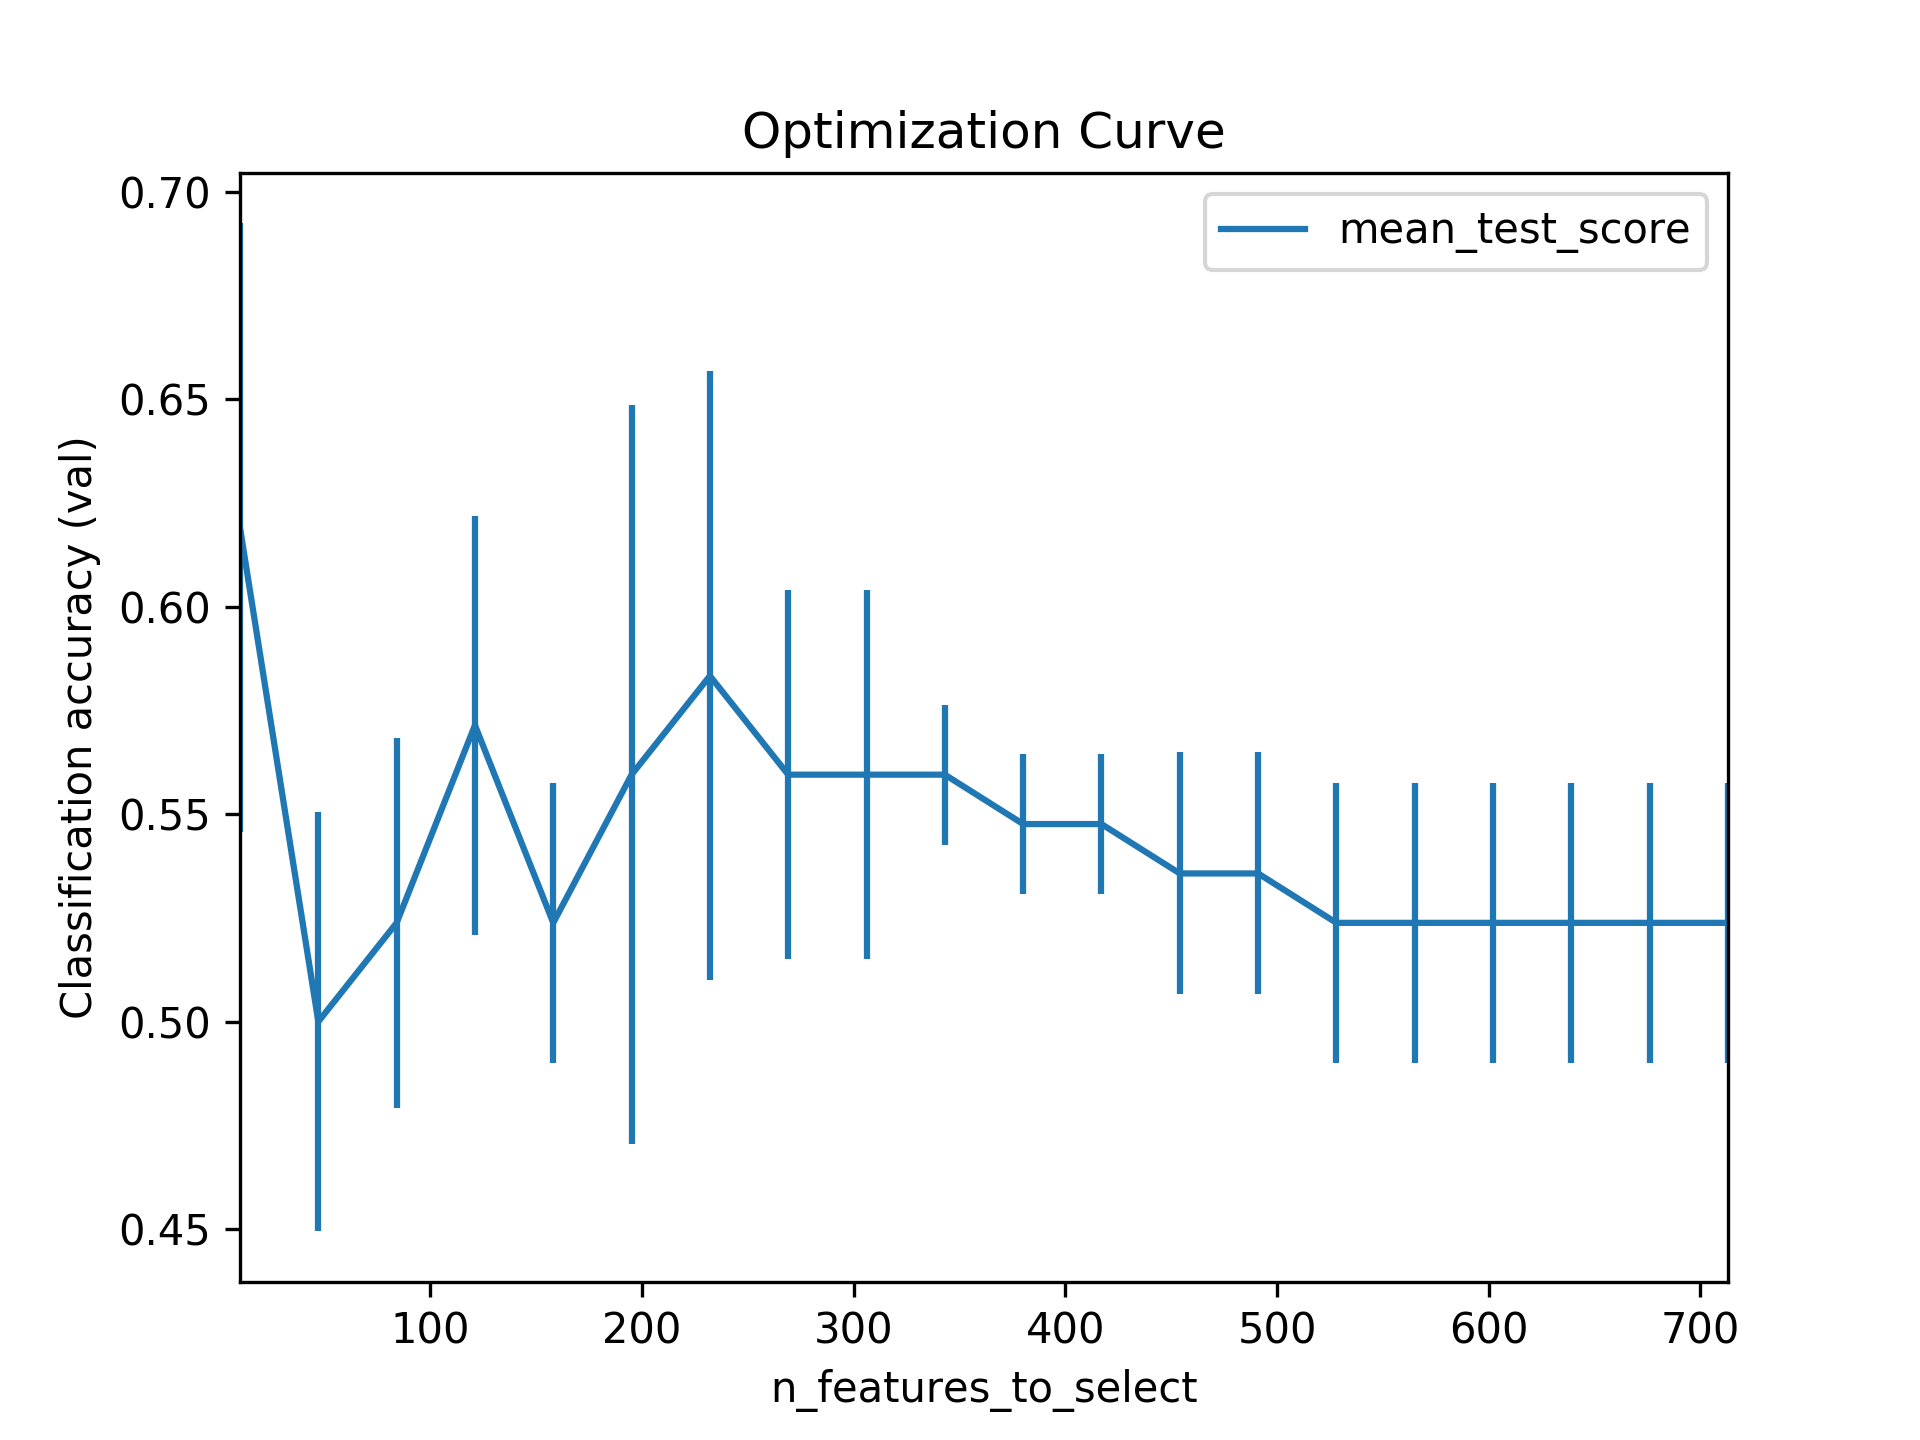 Optimization Curve
mean_test_score
0.70
0.65
0.60
0.55
0.50
0.45
Classification accuracy (val)
100 200 300 400 500 600 700
n_features_to_select